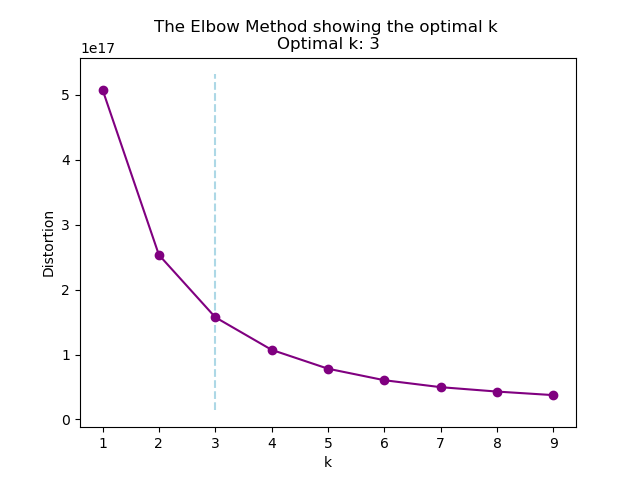 The Elbow Method showing the optimal k
Optimal k: 3
1e17
5
4
3
2
1
0
Distortion
1 2 3 4 5 6 7 8 9
k